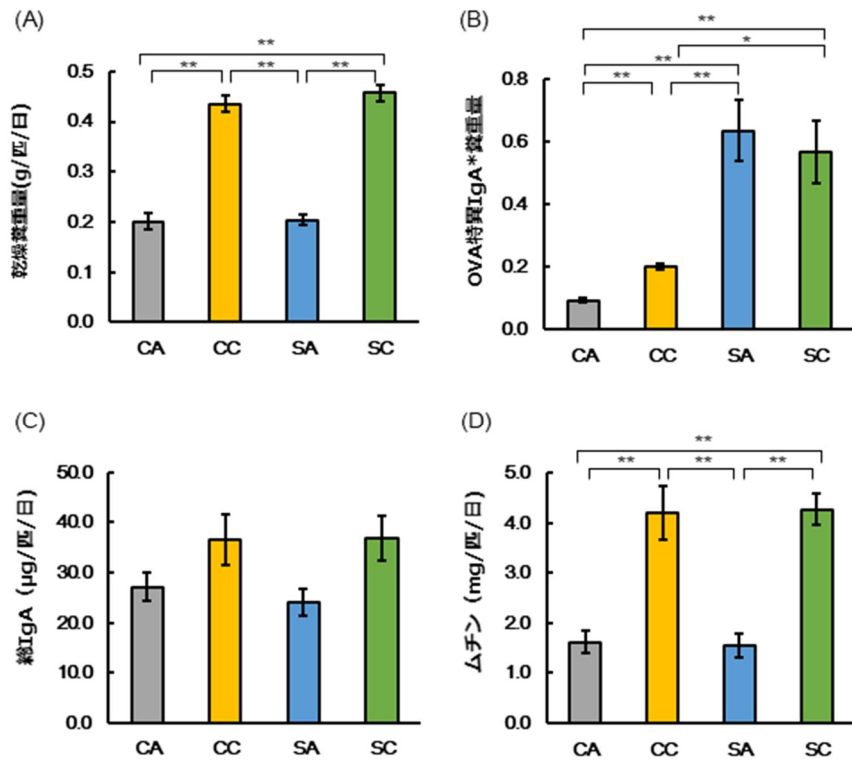 (A)
**
** ** **
乾燥糞重量(g/匹/日)
0.5
0.4
0.3
0.2
0.1
0.0
CA CC SA SC
(B)
**
*
**
** **
OVA特異IgA*糞重量
0.8
0.6
0.4
0.2
0.0
CA CC SA SC
(C)
総IgA (μg/匹/日)
50.0
40.0
30.0
20.0
10.0
0.0
CA CC SA SC
(D)
**
** ** **
ムチン (mg/匹/日)
5.0
4.0
3.0
2.0
1.0
0.0
CA CC SA SC